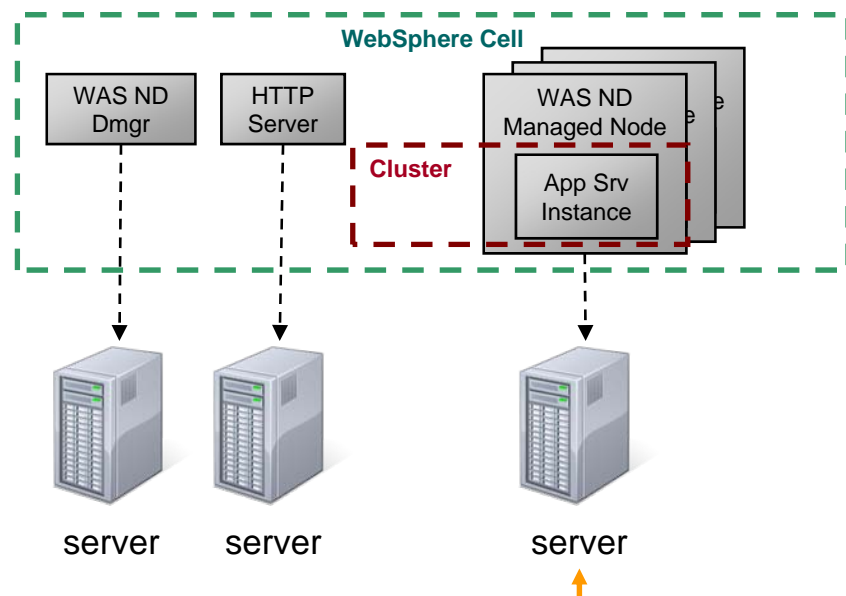 WebSphere Cell
WAS ND
Dmgr
HTTP
Server
WAS ND
Managed Node
e
e
Cluster
App Srv
Instance
server
server
server